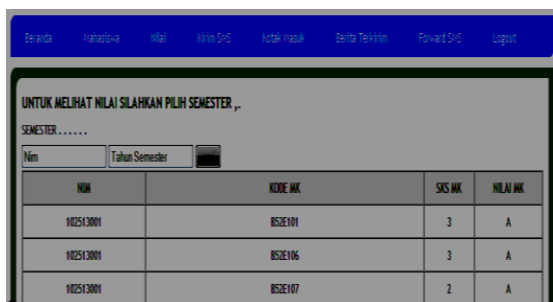 Beranda Mahasiswa Nilai Kirim SMS Kotak Masuk Berita Terkirim Forward SMS Logout
UNTUK MELIHAT NILAI SILAHKAN PILIH SEMESTER ,.
SEMESTER . . . . . .
Nim Tahun Semester
NIM KODE MK SKS MK NILAI MK
102513001 B52E101 3 A
102513001 B52E106 3 A
102513001 B52E107 2 A